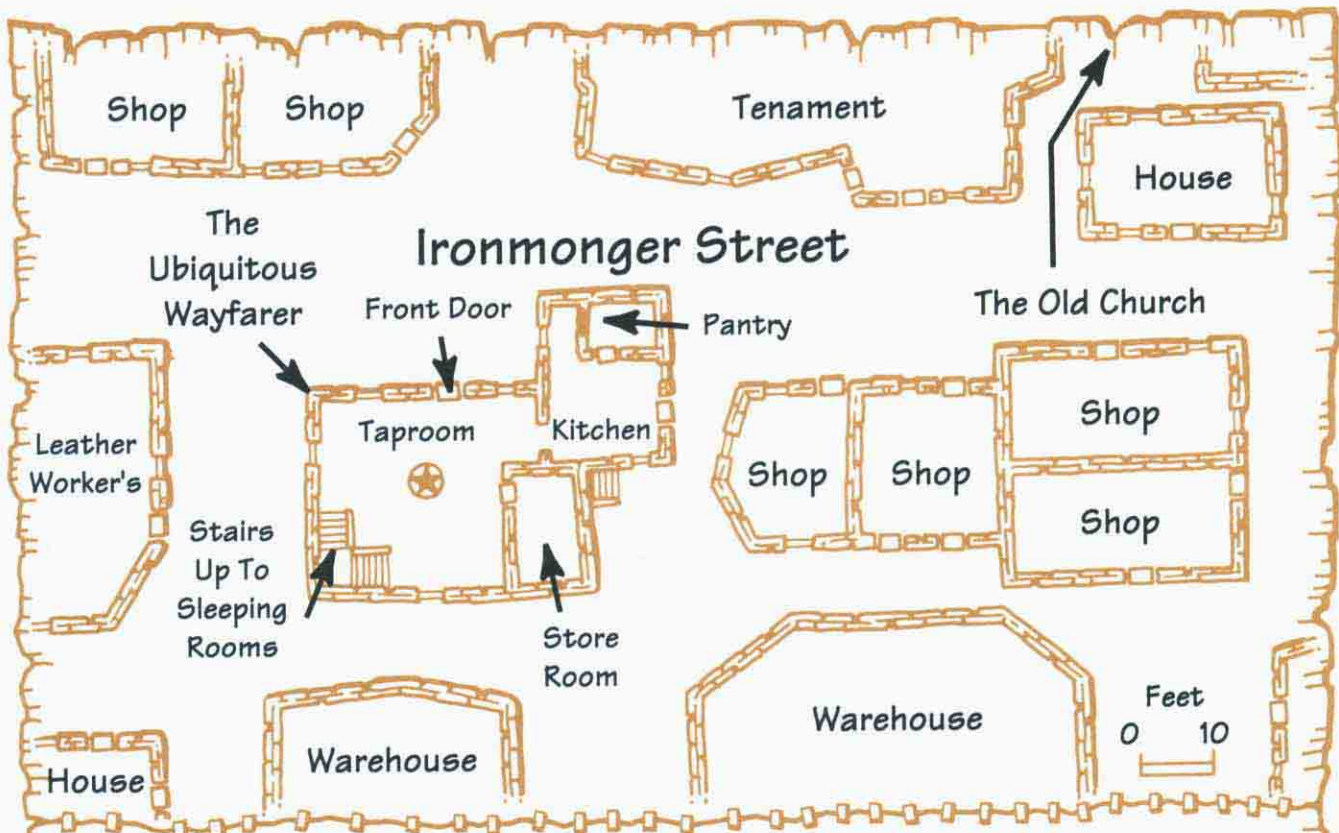 Shop
Shop
Tenament
House
The
Ubiquitous
Wayfarer
Ironmonger Street
Front Door
Pantry
The Old Church
Leather
Worker's
Taproom
Kitchen
Shop
Shop
Shop
Shop
Stairs
Up To
Sleeping
Rooms
Store
Room
House
Warehouse
Warehouse
Feet
0 10